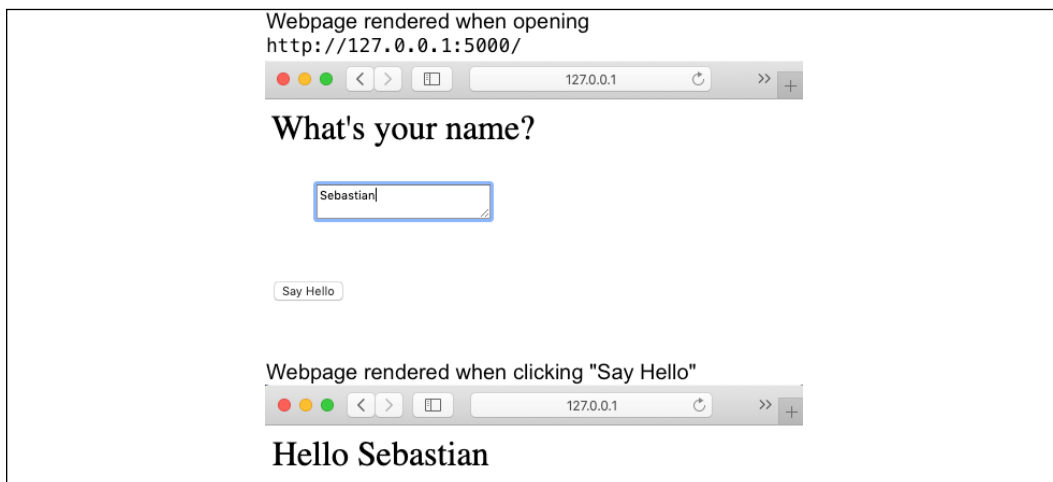 Webpage rendered when opening
http://127.0.0.1:5000/
127.0.0.1
What's your name?
Sebastian
Say Hello
Webpage rendered when clicking "Say Hello"
127.0.0.1
Hello Sebastian